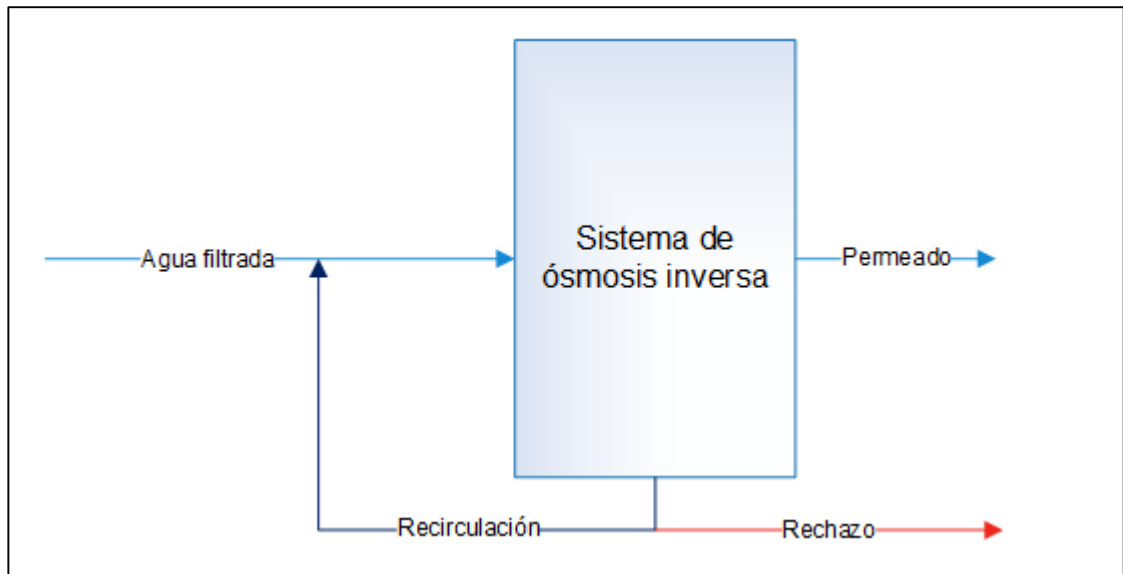 Agua filtrada
Sistema de
ósmosis inversa
Permeado
Recirculación
Rechazo